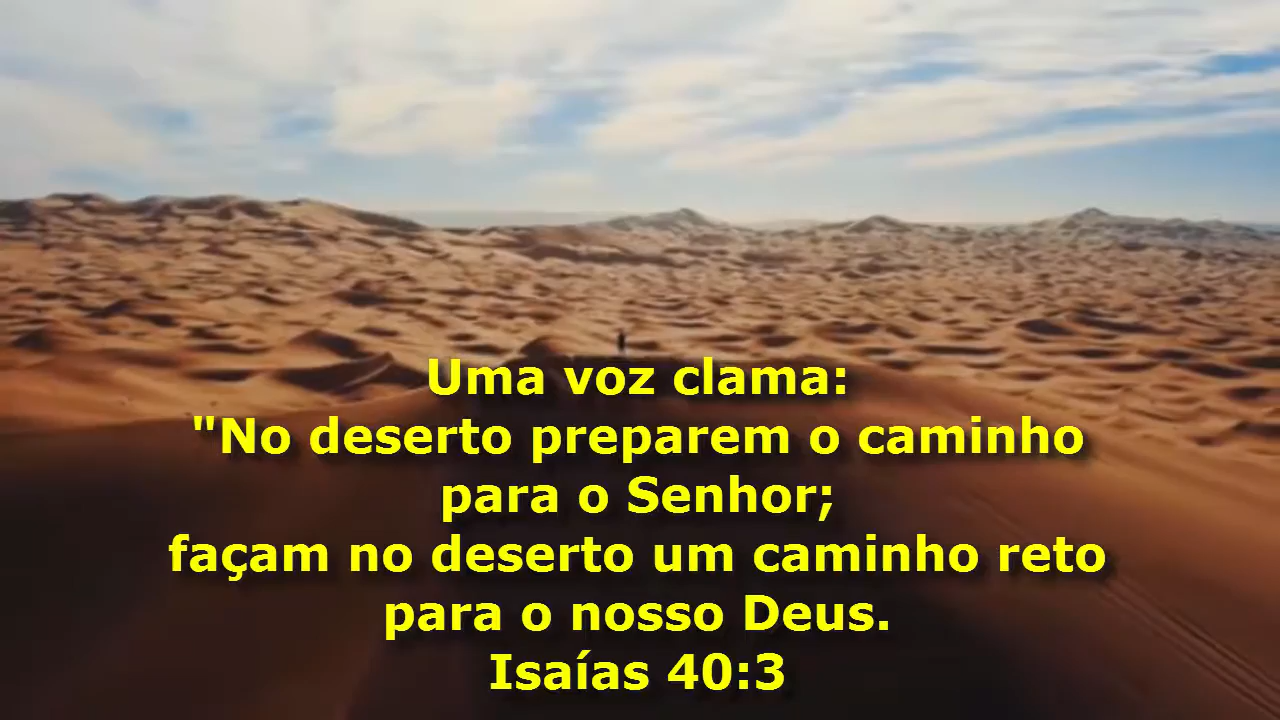 Uma voz clama:
"No deserto preparem o caminho
para o Senhor;
façam no deserto um caminho reto
para o nosso Deus.
Isaías 40:3